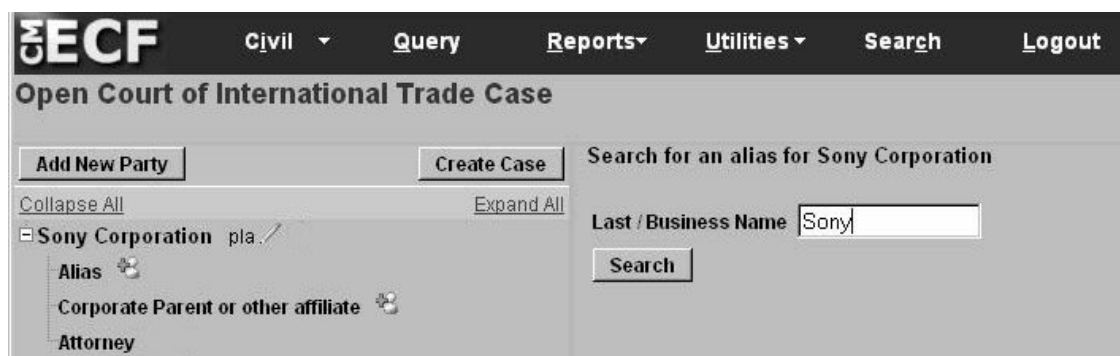 CM ECF Civil Query Reports Utilities Search Logout
Open Court of International Trade Case
Add New Party Create Case
Collapse All Expand All
Sony Corporation pla
Alias
Corporate Parent or other affiliate
Attorney
Search for an alias for Sony Corporation
Last / Business Name Sony
Search